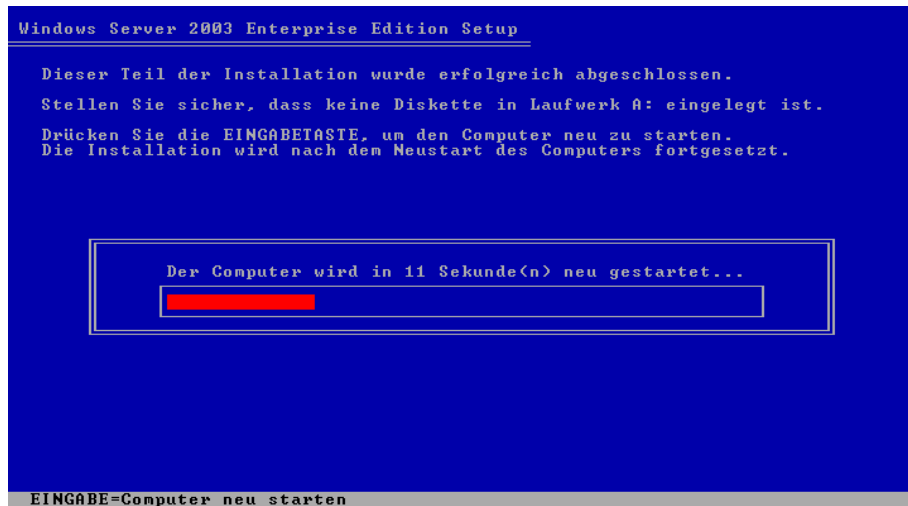 Windows Server 2003 Enterprise Edition Setup
Dieser Teil der Installation wurde erfolgreich abgeschlossen.
Stellen Sie sicher, dass keine Diskette in Laufwerk A: eingelegt ist.
Drücken Sie die EINGABETASTE, um den Computer neu zu starten.
Die Installation wird nach dem Neustart des Computers fortgesetzt.
Der Computer wird in 11 Sekunde(n) neu gestartet...
EINGABE=Computer neu starten